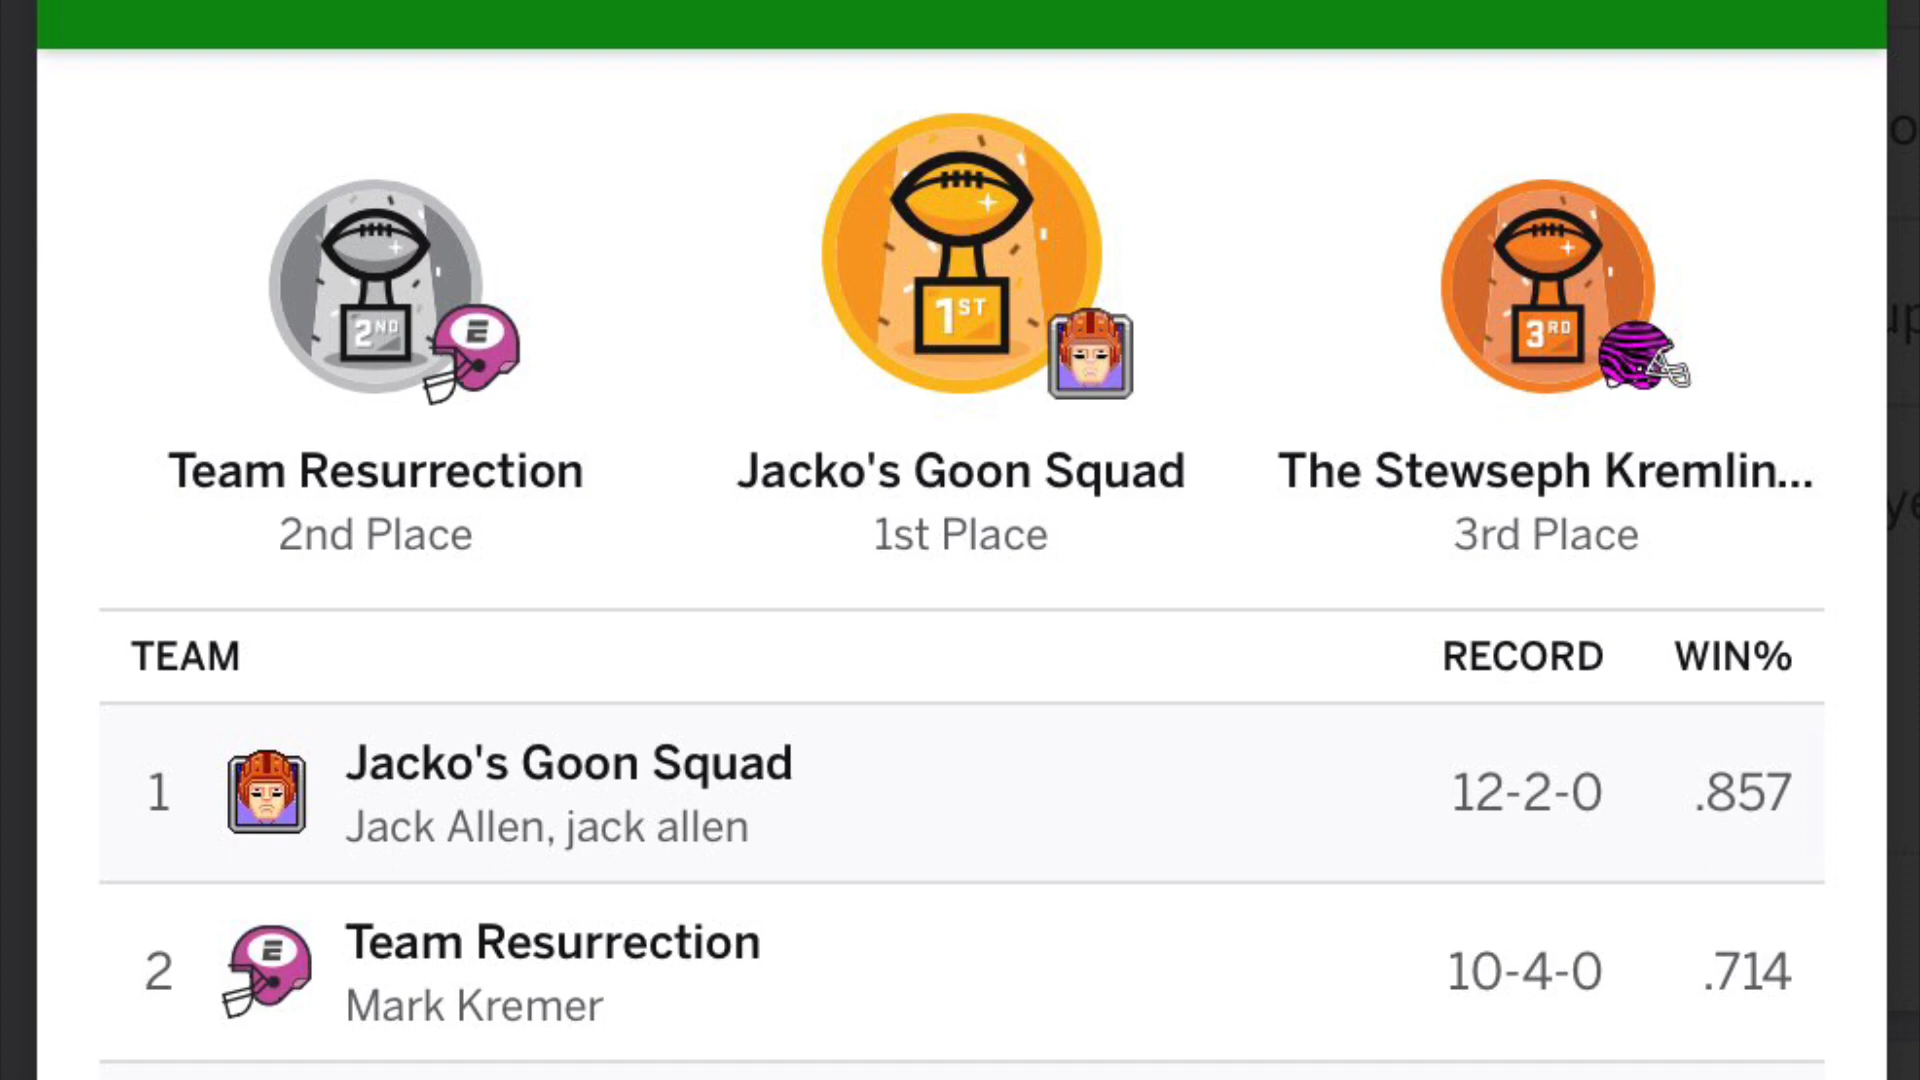 2ND
1ST
3RD
E
Team Resurrection
Jacko's Goon Squad
The Stewseph Kremlin...
2nd Place
1st Place
3rd Place
TEAM
RECORD
WIN%
1
Jacko's Goon Squad
12-2-0
.857
Jack Allen, jack allen
2
E
Team Resurrection
10-4-0
.714
Mark Kremer